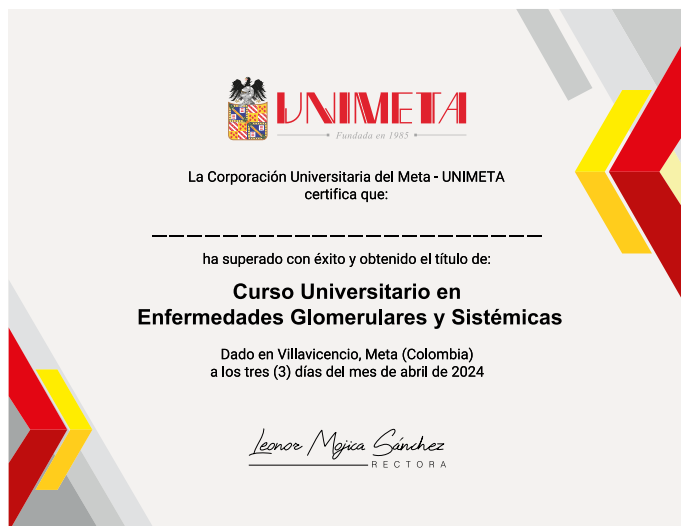 UNIMETA
Fundada en 1985
La Corporación Universitaria del Meta - UNIMETA
certifica que:
ha superado con éxito y obtenido el título de:
Curso Universitario en
Enfermedades Glomerulares y Sistémicas
Dado en Villavicencio, Meta (Colombia)
a los tres (3) días del mes de abril de 2024
Leonor Mojica Sánchez
RECTORA